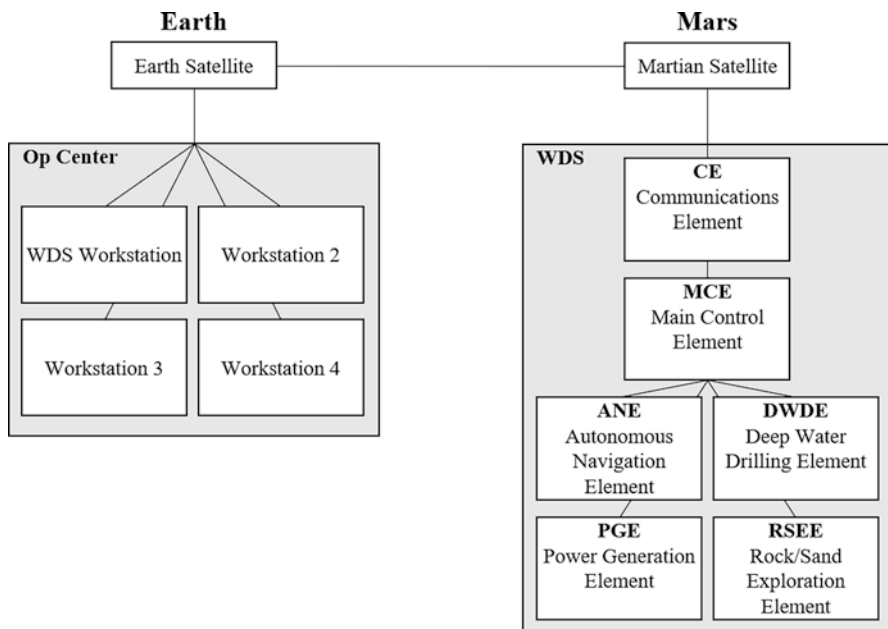 Earth
Mars
Earth Satellite
Martian Satellite
Op Center
WDS Workstation
Workstation 2
Workstation 3
Workstation 4
WDS
CE
Communications
Element
MCE
Main Control
Element
ANE
Autonomous
Navigation
Element
DWDE
Deep Water
Drilling Element
PGE
Power Generation
Element
RSEE
Rock/Sand
Exploration
Element